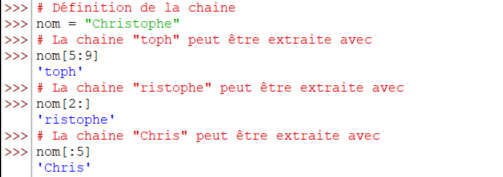 >>> # Définition de la chaine
>>> nom = "Christophe"
>>> # La chaine "toph" peut être extraite avec
>>> nom[5:9]
'toph'
>>> # La chaine "ristophe" peut être extraite avec
>>> nom[2:]
'ristophe'
>>> # La chaine "Chris" peut être extraite avec
>>> nom[:5]
'Chris'